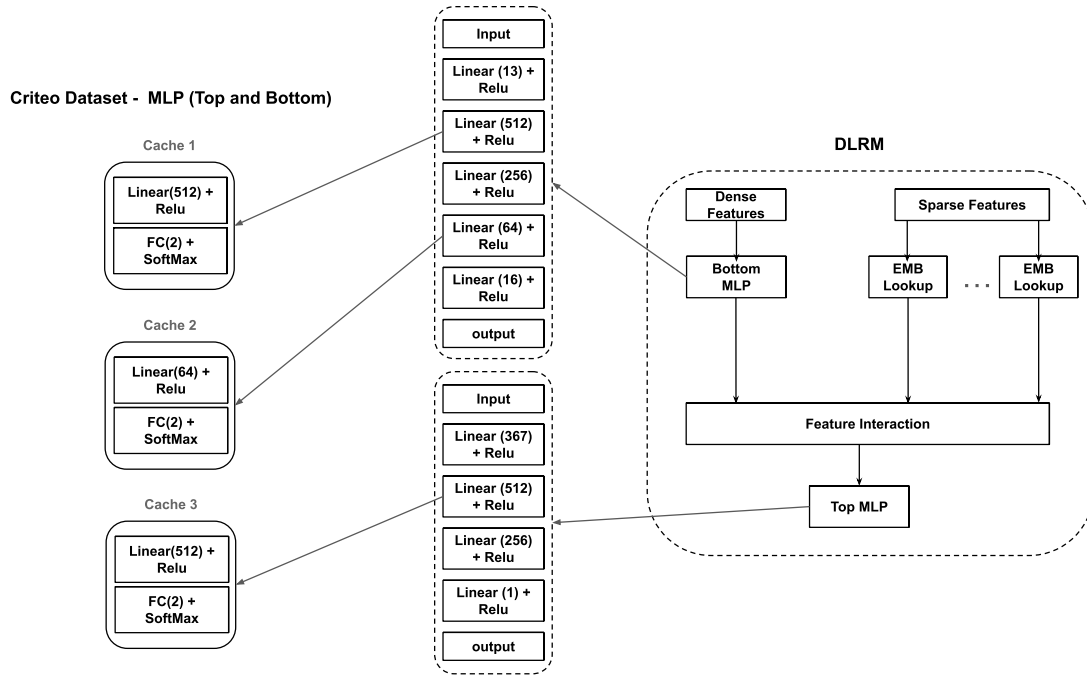 Criteo Dataset - MLP (Top and Bottom)
Cache 1
Linear(512) +
Relu
FC(2) +
SoftMax
Cache 2
Linear(64) +
Relu
FC(2) +
SoftMax
Cache 3
Linear(512) +
Relu
FC(2) +
SoftMax
Input
Linear (13) +
Relu
Linear (512)
+ Relu
Linear (256)
+ Relu
Linear (64) +
Relu
Linear (16) +
Relu
output
Input
Linear (367)
+ Relu
Linear (512)
+ Relu
Linear (256)
+ Relu
Linear (1) +
Relu
output
DLRM
Dense
Features
Sparse Features
Bottom
MLP
EMB
Lookup
. . .
EMB
Lookup
Feature Interaction
Top MLP